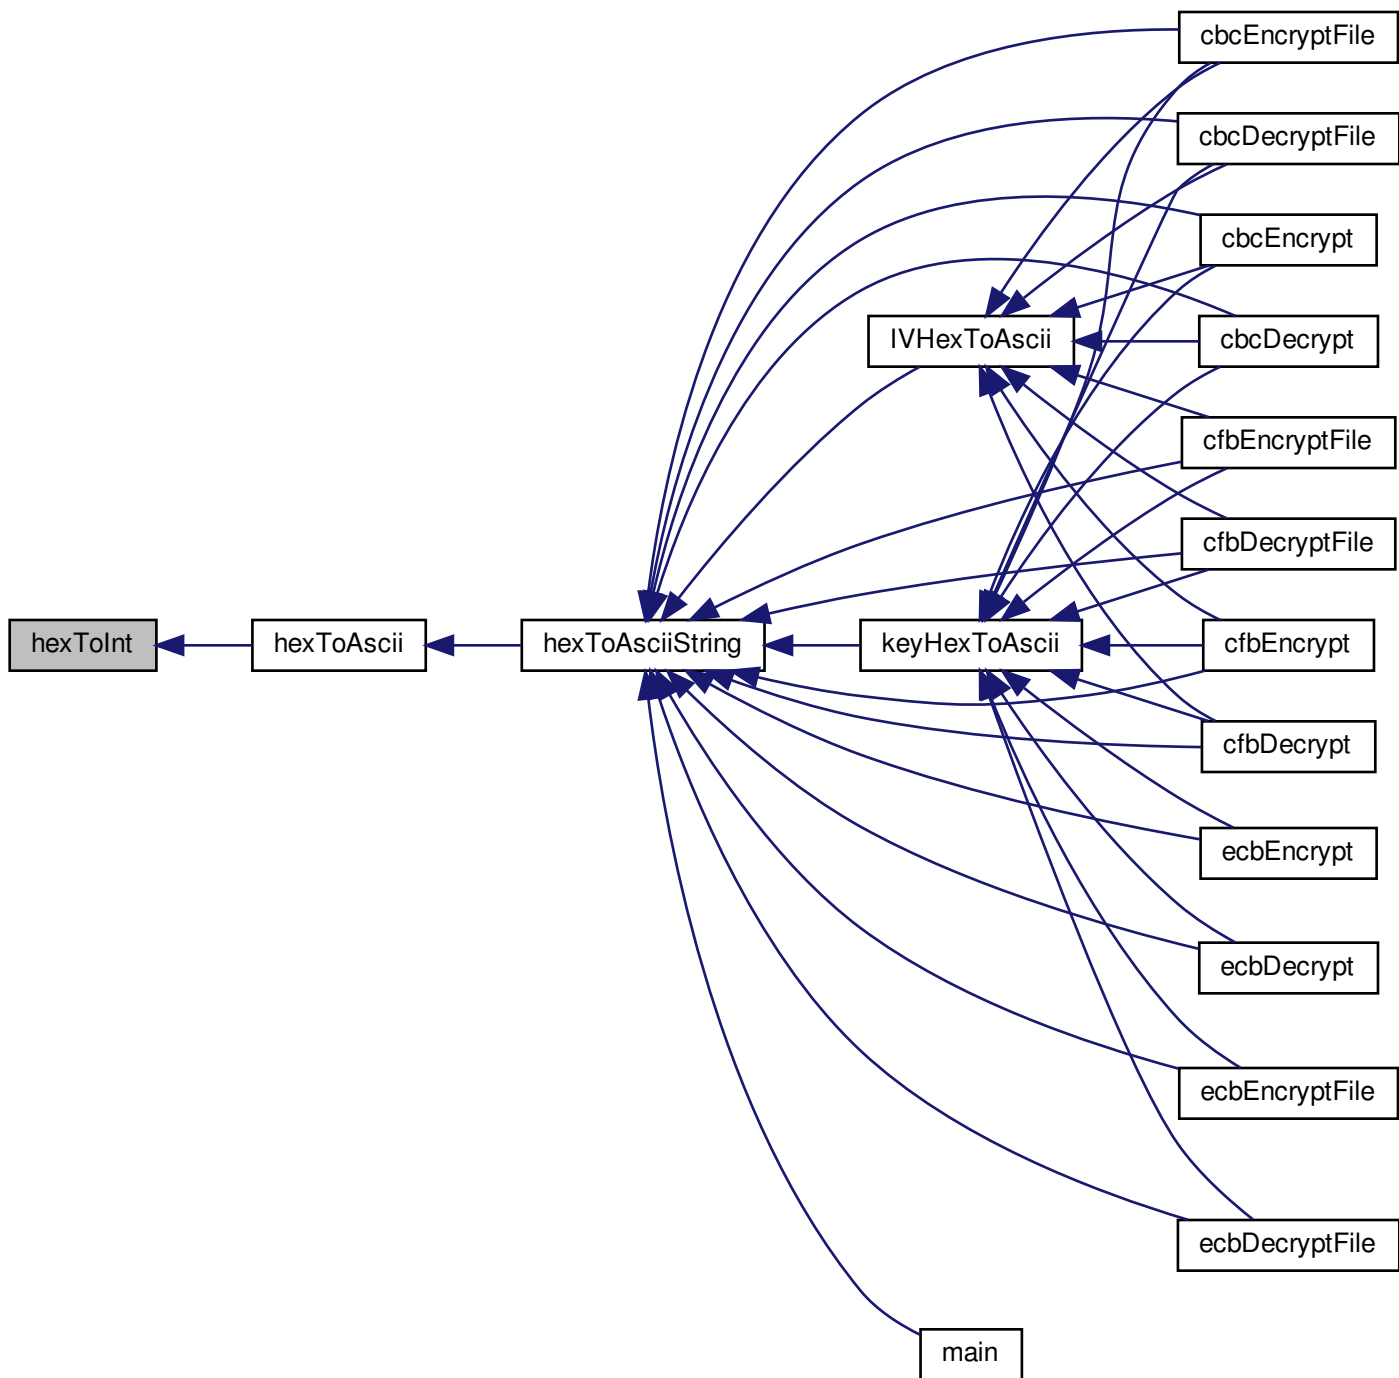 cbcEncryptFile
cbcDecryptFile
cbcEncrypt
IVHexToAscii
cbcDecrypt
cfbEncryptFile
cfbDecryptFile
hexToInt
hexToAscii
hexToAsciiString
keyHexToAscii
cfbEncrypt
cfbDecrypt
ecbEncrypt
ecbDecrypt
ecbEncryptFile
ecbDecryptFile
main